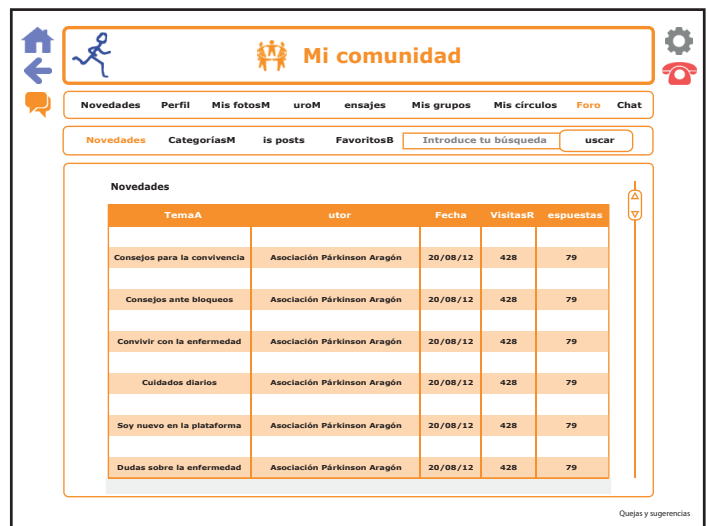 Mi comunidad
Novedades Perfil Mis fotosM uroM ensajes Mis grupos Mis círculos Foro Chat
Novedades CategoríasM is posts FavoritosB Introduce tu búsqueda uscar
Novedades
TemaA utor Fecha VisitasR espuestas
Consejos para la convivencia Asociación Párkinson Aragón 20/08/12 428 79
Consejos ante bloqueos Asociación Párkinson Aragón 20/08/12 428 79
Convivir con la enfermedad Asociación Párkinson Aragón 20/08/12 428 79
Cuidados diarios Asociación Párkinson Aragón 20/08/12 428 79
Soy nuevo en la plataforma Asociación Párkinson Aragón 20/08/12 428 79
Dudas sobre la enfermedad Asociación Párkinson Aragón 20/08/12 428 79
Quejas y sugerencias